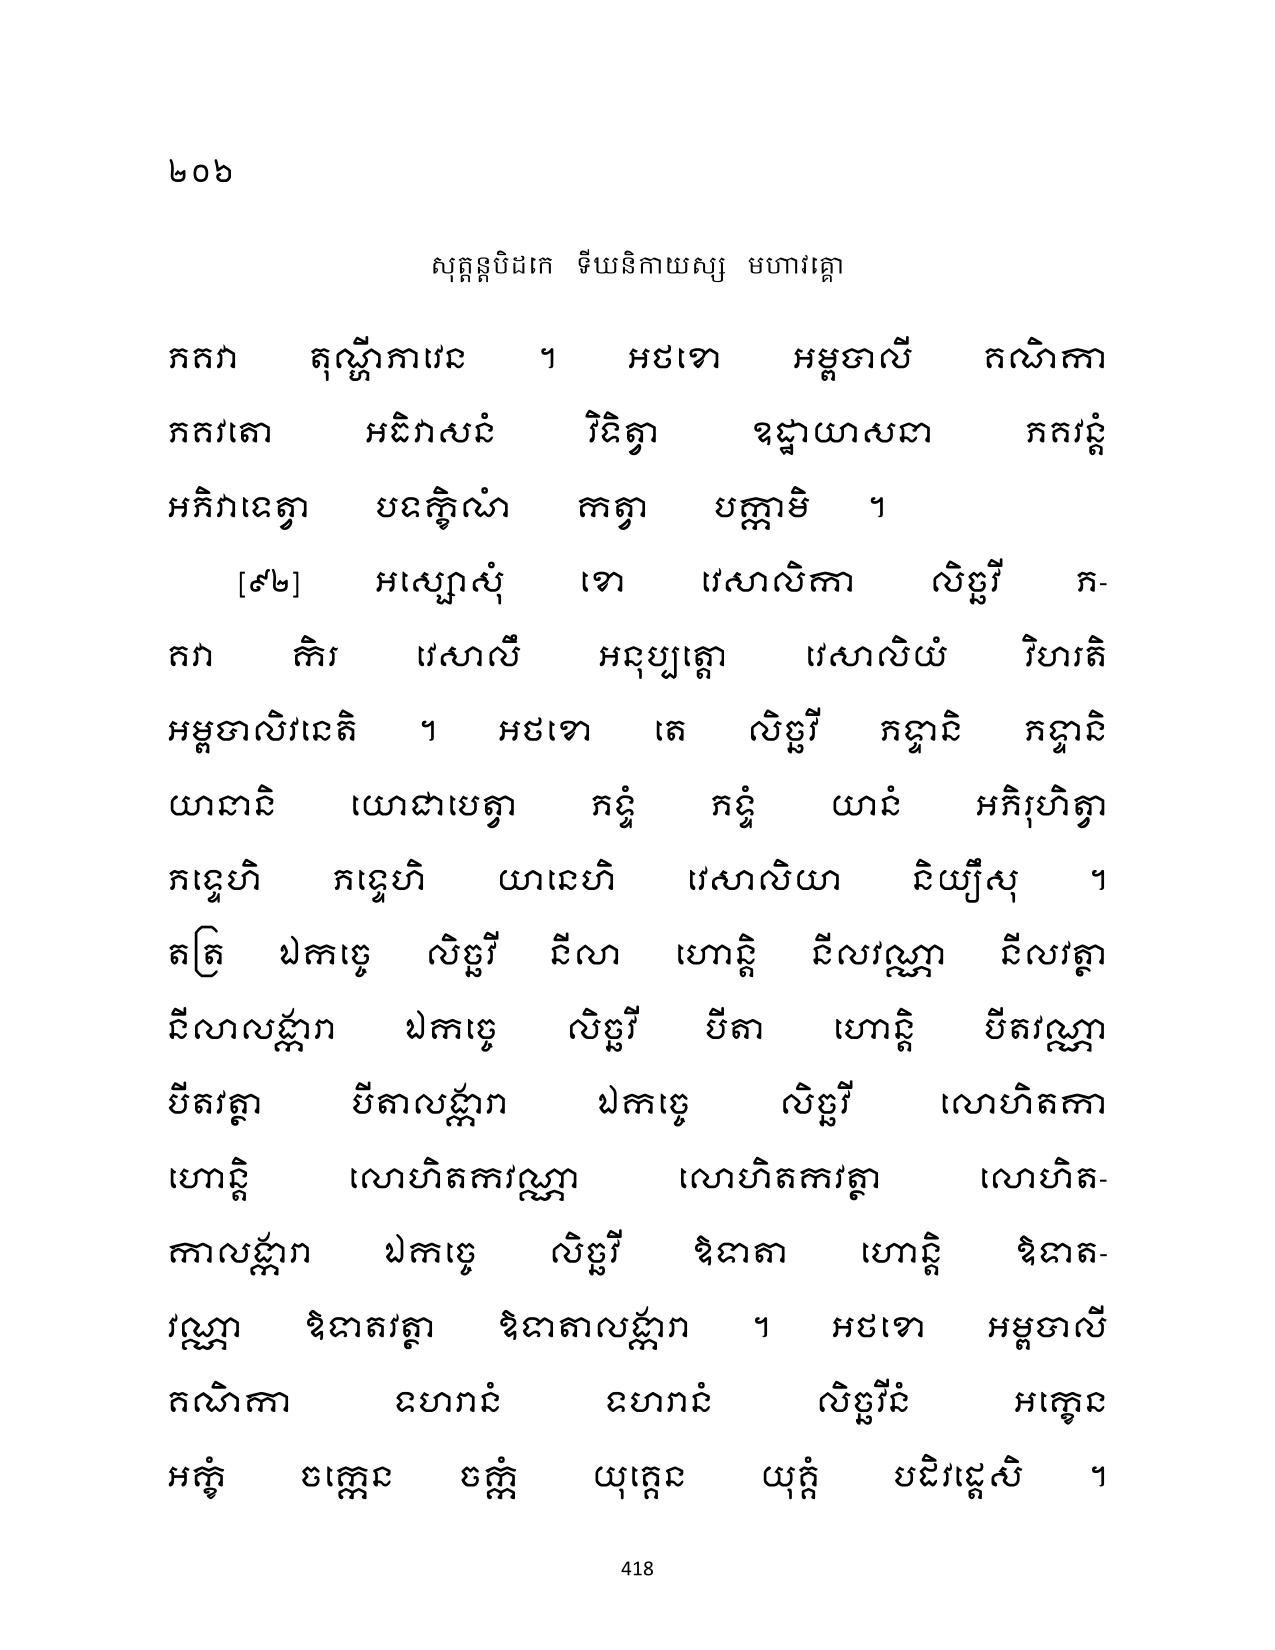 ២០៦
សុត្តន្តបិដកេ ទីឃនិកាយស្ស មហាវគ្គោ
ភគវា តុណ្ហីភាវេន ។ អថខោ អម្ពបាលី គណិកា
ភគវតោ អធិវាសនំ វិទិត្វា ឧដ្ឋាយាសនា ភគវន្តំ
អភិវាទេត្វា បទក្ខិណំ កត្វា បក្កាមិ ។
[៩២] អស្សោសុំ ខោ វេសាលិកា លិច្ឆវី ភ-
គវា កិរ វេសាលឹ អនុប្បត្តោ វេសាលិយំ វិហរតិ
អម្ពបាលិវនេតិ ។ អថខោ តេ លិច្ឆវី ភទ្ទានិ ភទ្ទានិ
យានានិ យោជាបេត្វា ភទ្ទំ ភទ្ទំ យានំ អភិរុហិត្វា
ភទ្ទេហិ ភទ្ទេហិ យានេហិ វេសាលិយា និយ្យឹសុ ។
តត្រ ឯកច្ចេ លិច្ឆវី នីលា ហោន្តិ នីលវណ្ណា នីលវត្ថា
នីលាលង្ការា ឯកច្ចេ លិច្ឆវី បីតា ហោន្តិ បីតវណ្ណា
បីតវត្ថា បីតាលង្ការា ឯកច្ចេ លិច្ឆវី លោហិតកា
ហោន្តិ លោហិតកវណ្ណា លោហិតកវត្ថា លោហិត-
កាលង្ការា ឯកច្ចេ លិច្ឆវី ឱទាតា ហោន្តិ ឱទាត-
វណ្ណា ឱទាតវត្ថា ឱទាតាលង្ការា ។ អថខោ អម្ពបាលី
គណិកា ទហរានំ ទហរានំ លិច្ឆវីនំ អក្ខេន
អក្ខំ ចក្កេន ចក្កំ យុគ្គេន យុគ្គំ បដិវដ្តេសិ ។
418